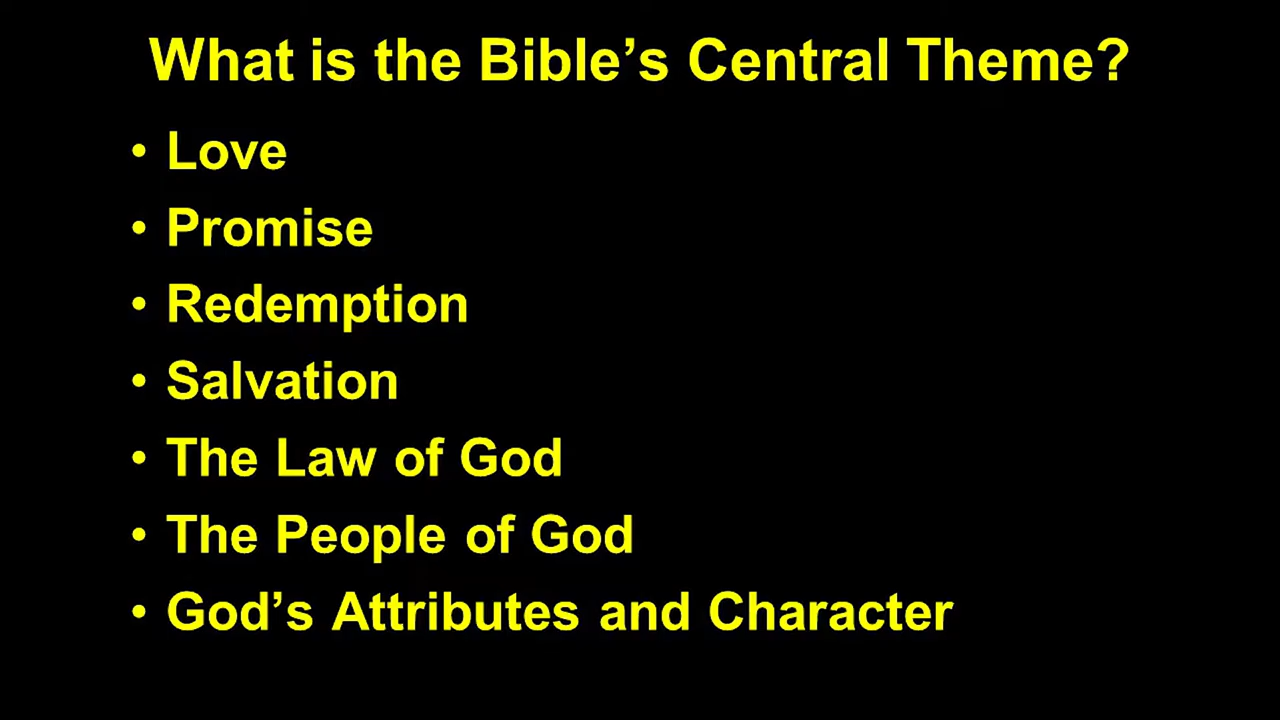 What is the Bible’s Central Theme?
• Love
• Promise
• Redemption
• Salvation
• The Law of God
• The People of God
• God’s Attributes and Character